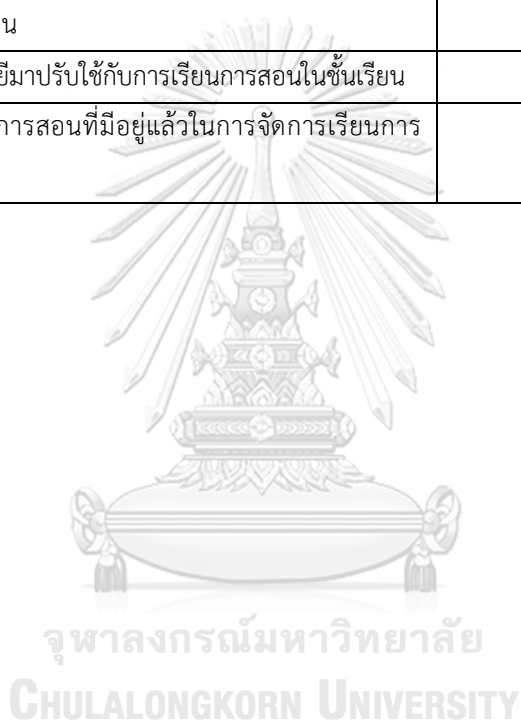 น
ยีมาปรับใช้กับการเรียนการสอนในชั้นเรียน
การสอนที่มีอยู่แล้วในการจัดการเรียนการ
จุฬาลงกรณ์มหาวิทยาลัย
CHULALONGKORN UNIVERSITY